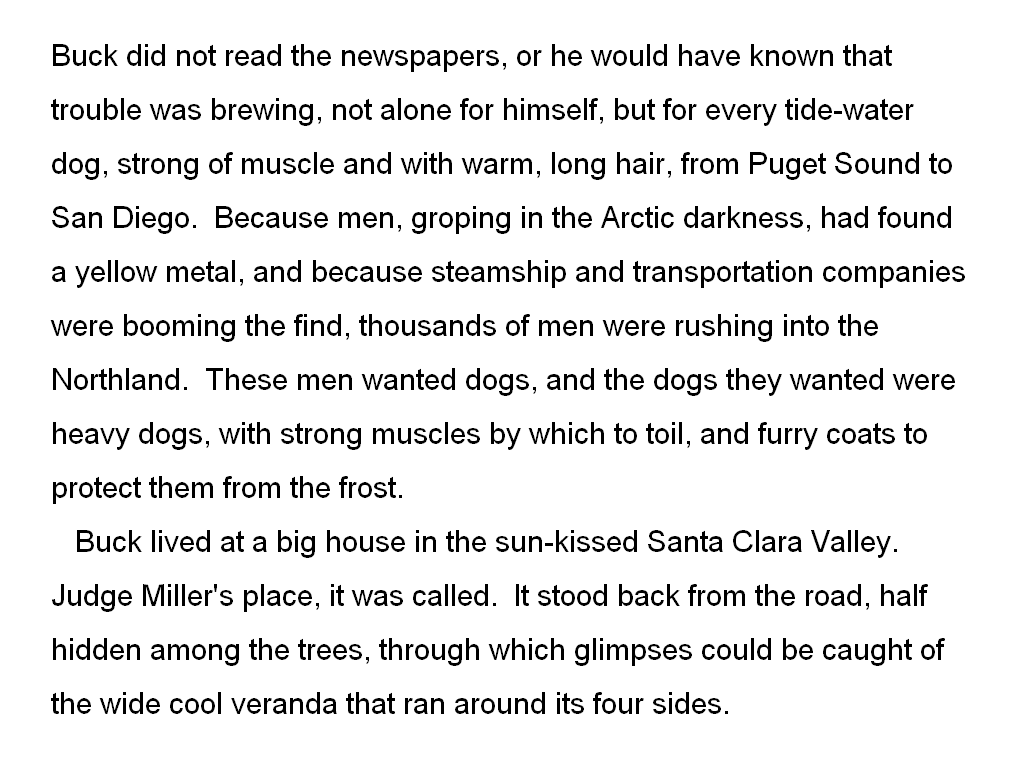 Buck did not read the newspapers, or he would have known that
trouble was brewing, not alone for himself, but for every tide-water
dog, strong of muscle and with warm, long hair, from Puget Sound to
San Diego.  Because men, groping in the Arctic darkness, had found
a yellow metal, and because steamship and transportation companies
were booming the find, thousands of men were rushing into the
Northland.  These men wanted dogs, and the dogs they wanted were
heavy dogs, with strong muscles by which to toil, and furry coats to
protect them from the frost.
   Buck lived at a big house in the sun-kissed Santa Clara Valley.
Judge Miller's place, it was called.  It stood back from the road, half
hidden among the trees, through which glimpses could be caught of
the wide cool veranda that ran around its four sides.